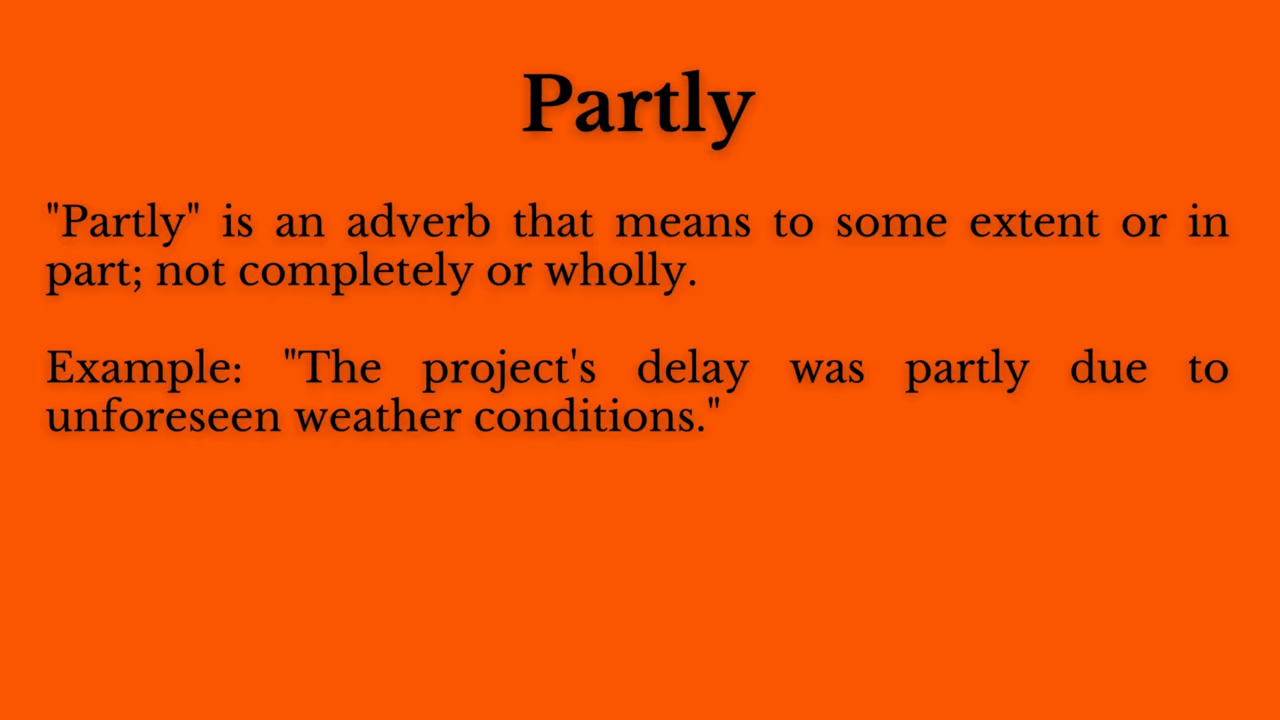 Partly
"Partly" is an adverb that means to some extent or in
part; not completely or wholly.
Example: "The project's delay was partly due to
unforeseen weather conditions."